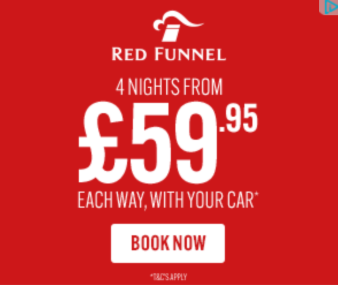 RED FUNNEL
4 NIGHTS FROM
£59.95
EACH WAY, WITH YOUR CAR*
BOOK NOW
*T&C'S APPLY